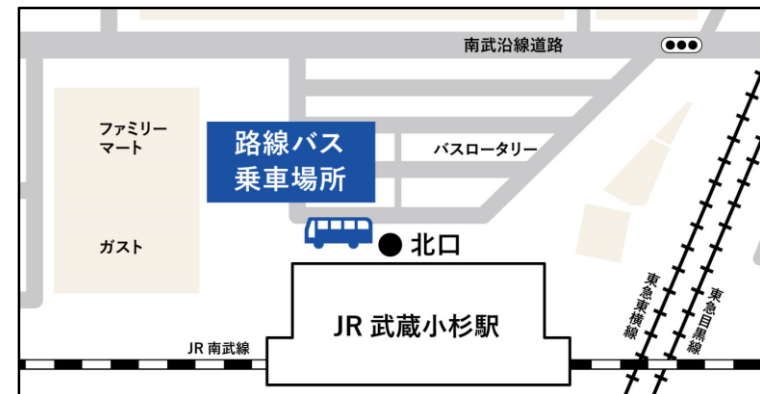 南武沿線道路
ファミリー
マート
路線バス
乗車場所
バスロータリー
ガスト
北口
JR 武蔵小杉駅
JR 南武線
東急東横線
東急目黒線